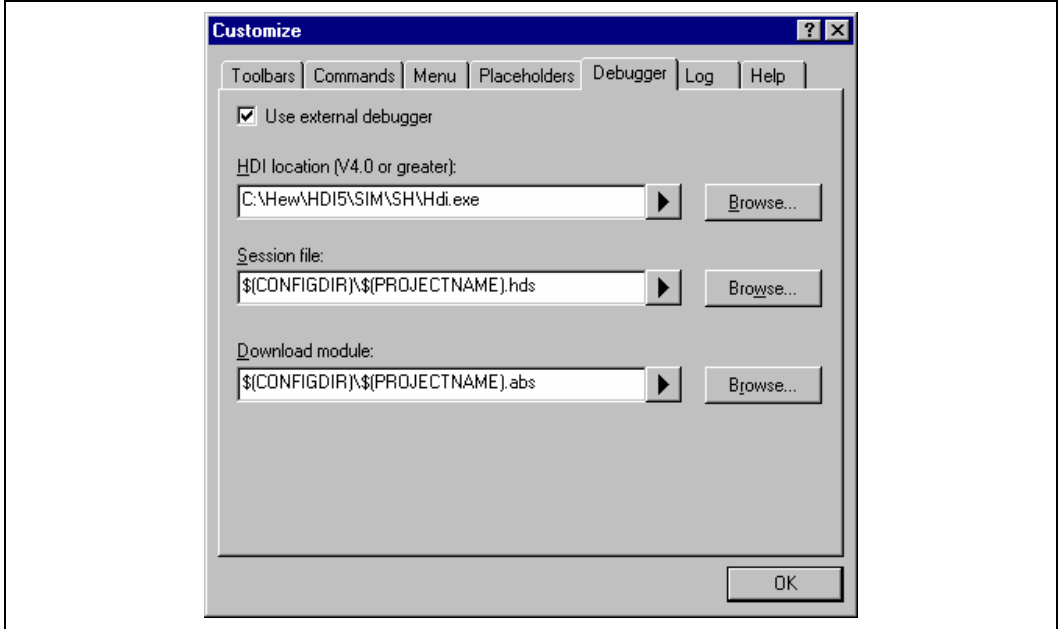 Customize
Toolbars Commands Menu Placeholders Debugger Log Help
Use external debugger
HDI location (V4.0 or greater):
C:\Hew\HDI5\SIM\SH\Hdi.exe Browse...
Session file:
$(CONFIGDIR)\$(PROJECTNAME).hds Browse...
Download module:
$(CONFIGDIR)\$(PROJECTNAME).abs Browse...
OK